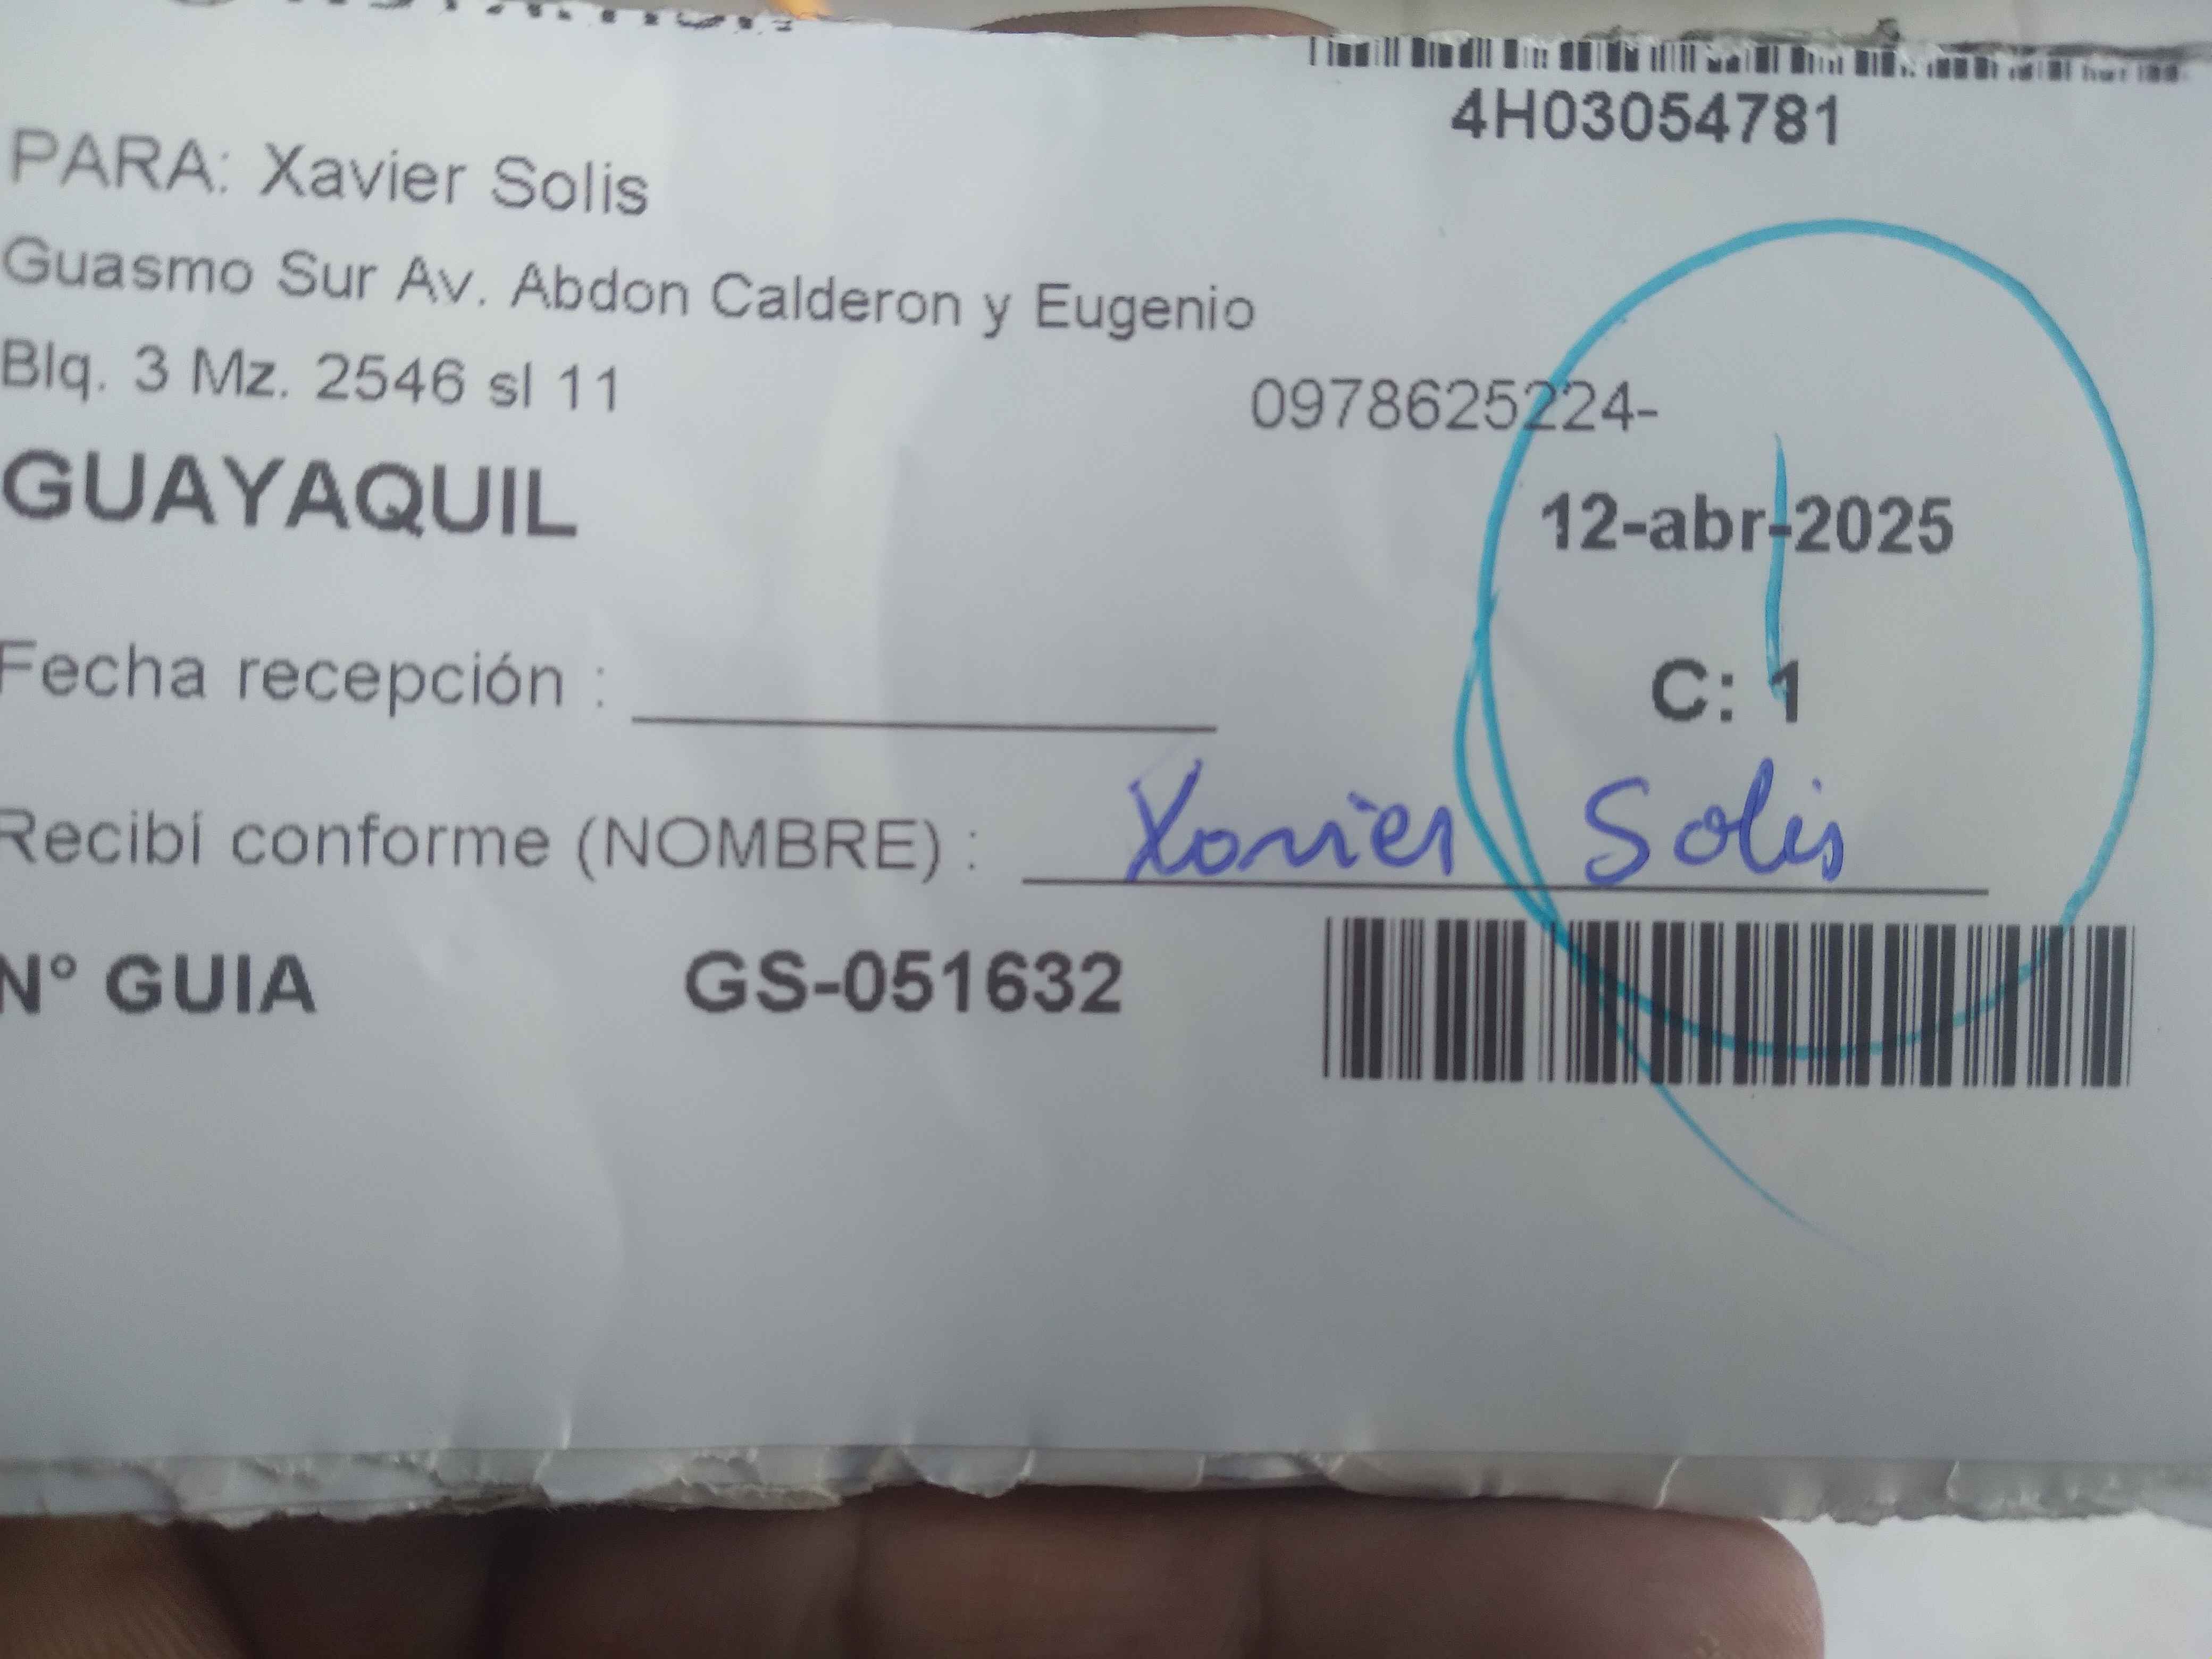 4H03054781
PARA: Xavier Solis
Guasmo Sur Av. Abdon Calderon y Eugenio
Blq. 3 Mz. 2546 sl 11
0978625224-
GUAYAQUIL
12-abr-2025
Fecha recepción :
C: 1
Recibí conforme (NOMBRE) : Xavier Solis
N° GUIA GS-051632